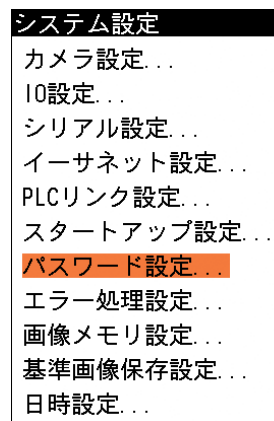 システム設定
カメラ設定...
IO設定...
シリアル設定...
イーサネット設定...
PLCリンク設定...
スタートアップ設定...
パスワード設定...
エラー処理設定...
画像メモリ設定...
基準画像保存設定...
日時設定...